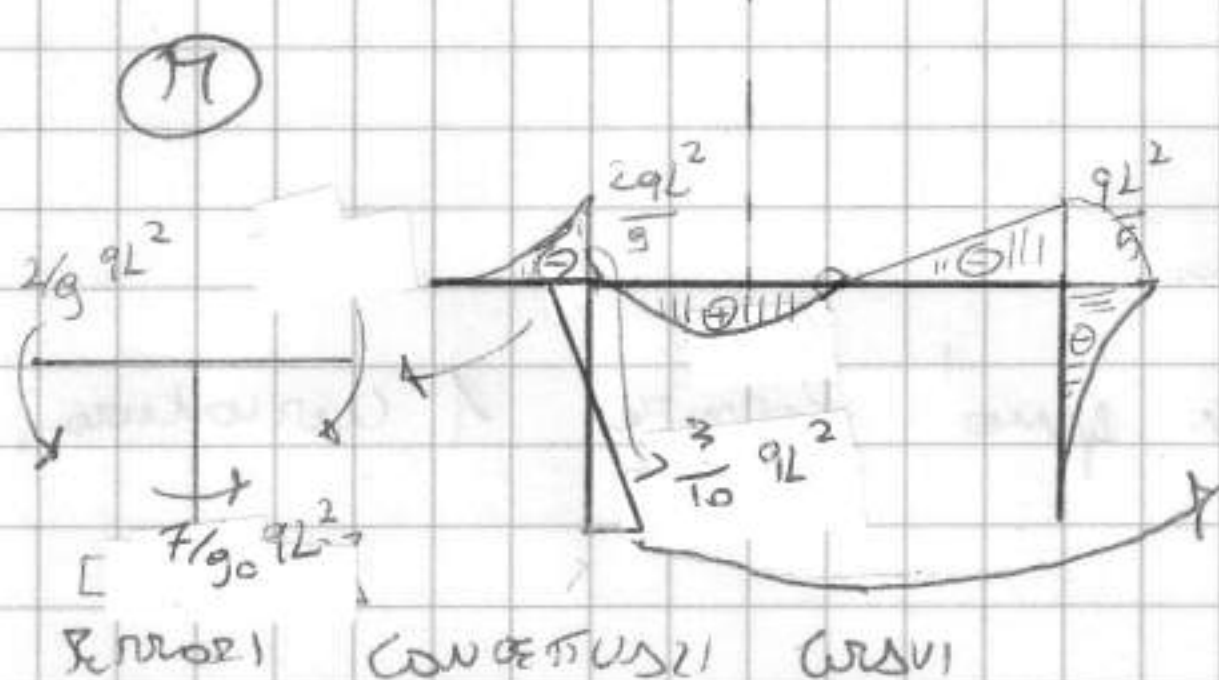 M
2qL²/9
qL²/9
2/9 qL²
⊖ ⊕ ⊖ ⊖
3/10 qL²
7/90 qL²
ERRORI CONCETTUALI GRAVI